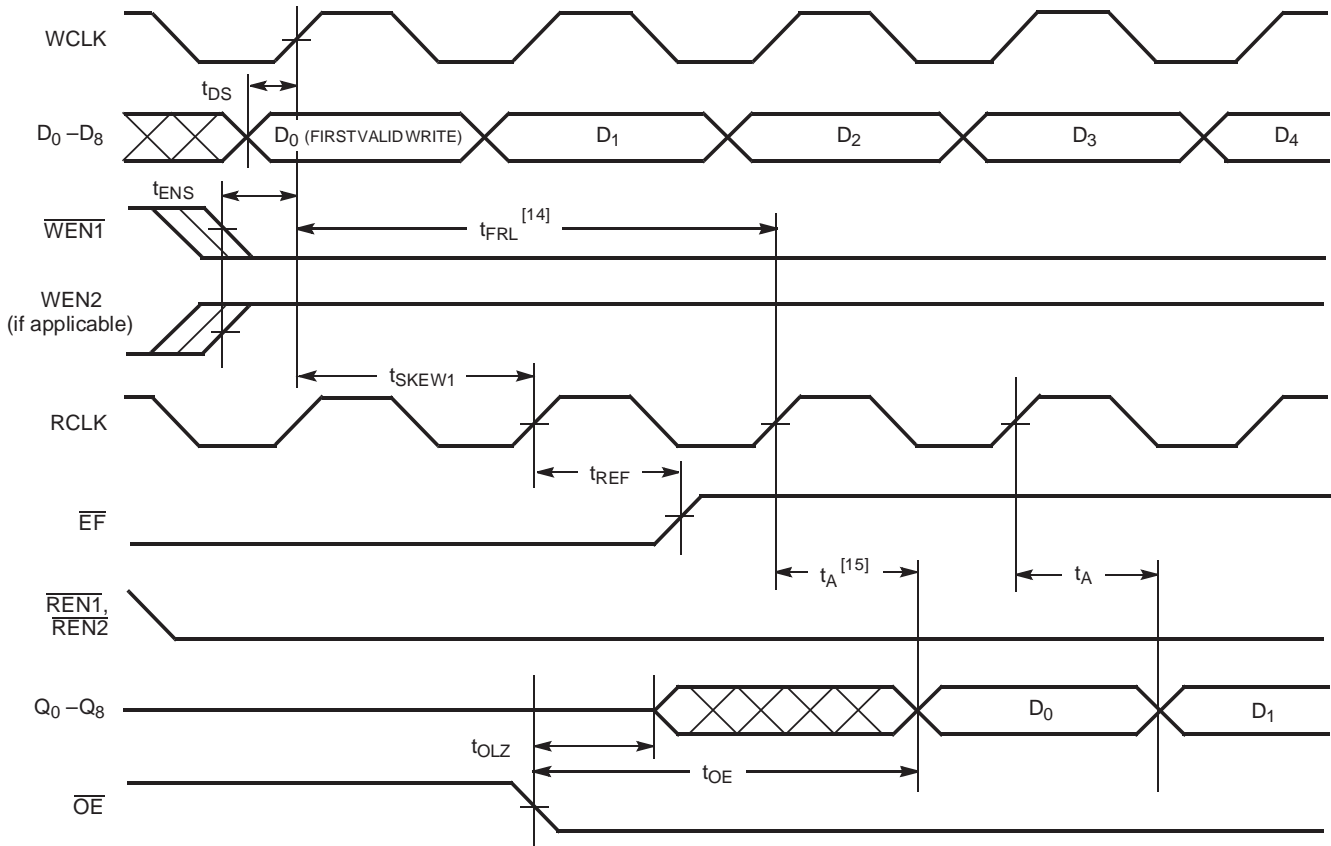 WCLK
tDS
D0 –D8
D0 (FIRST VALID WRITE)
D1
D2
D3
D4
tENS
WEN1
tFRL [14]
WEN2
(if applicable)
tSKEW1
RCLK
tREF
EF
tA [15]
tA
REN1,
REN2
Q0 –Q8
D0
D1
tOLZ
tOE
OE